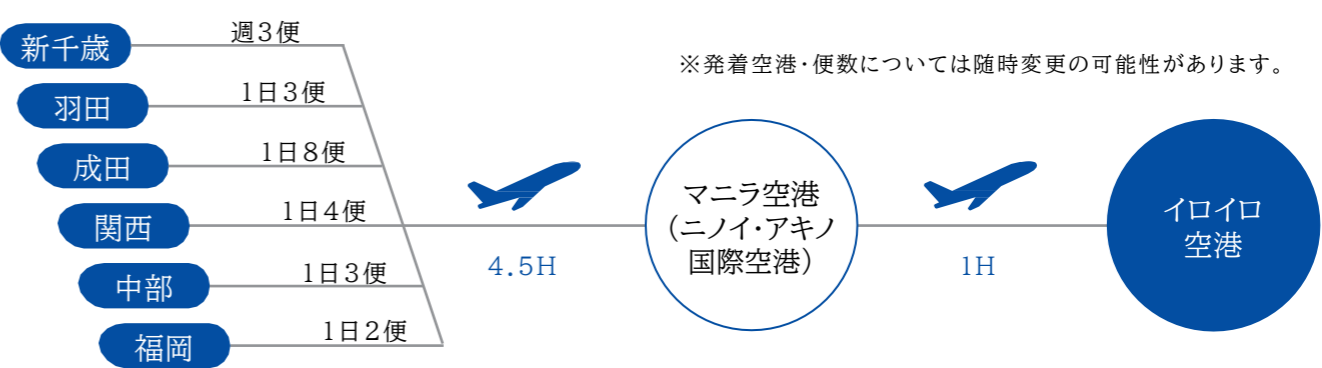 新千歳
週3便
※発着空港・便数については随時変更の可能性があります。
羽田
1日3便
成田
1日8便
関西
1日4便
中部
1日3便
福岡
1日2便
4.5H
マニラ空港
（ニノイ・アキノ
国際空港）
1H
イロイロ
空港